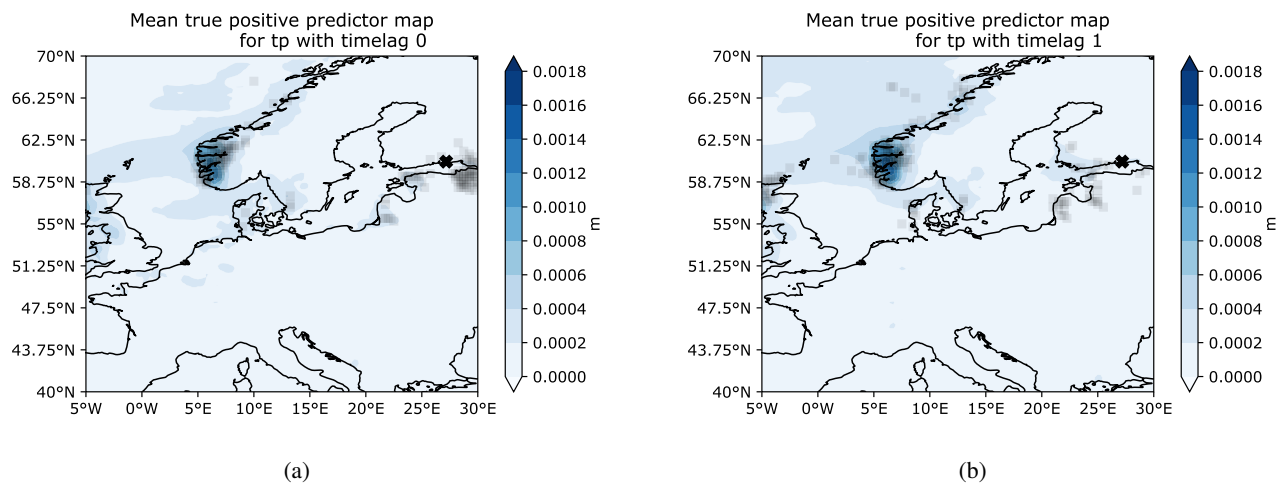 Mean true positive predictor map
for tp with timelag 0
70°N
66.25°N
62.5°N
58.75°N
55°N
51.25°N
47.5°N
43.75°N
40°N
5°W 0°W 5°E 10°E 15°E 20°E 25°E 30°E
0.0018
0.0016
0.0014
0.0012
0.0010
0.0008
0.0006
0.0004
0.0002
0.0000
m
(a)
Mean true positive predictor map
for tp with timelag 1
70°N
66.25°N
62.5°N
58.75°N
55°N
51.25°N
47.5°N
43.75°N
40°N
5°W 0°W 5°E 10°E 15°E 20°E 25°E 30°E
0.0018
0.0016
0.0014
0.0012
0.0010
0.0008
0.0006
0.0004
0.0002
0.0000
m
(b)